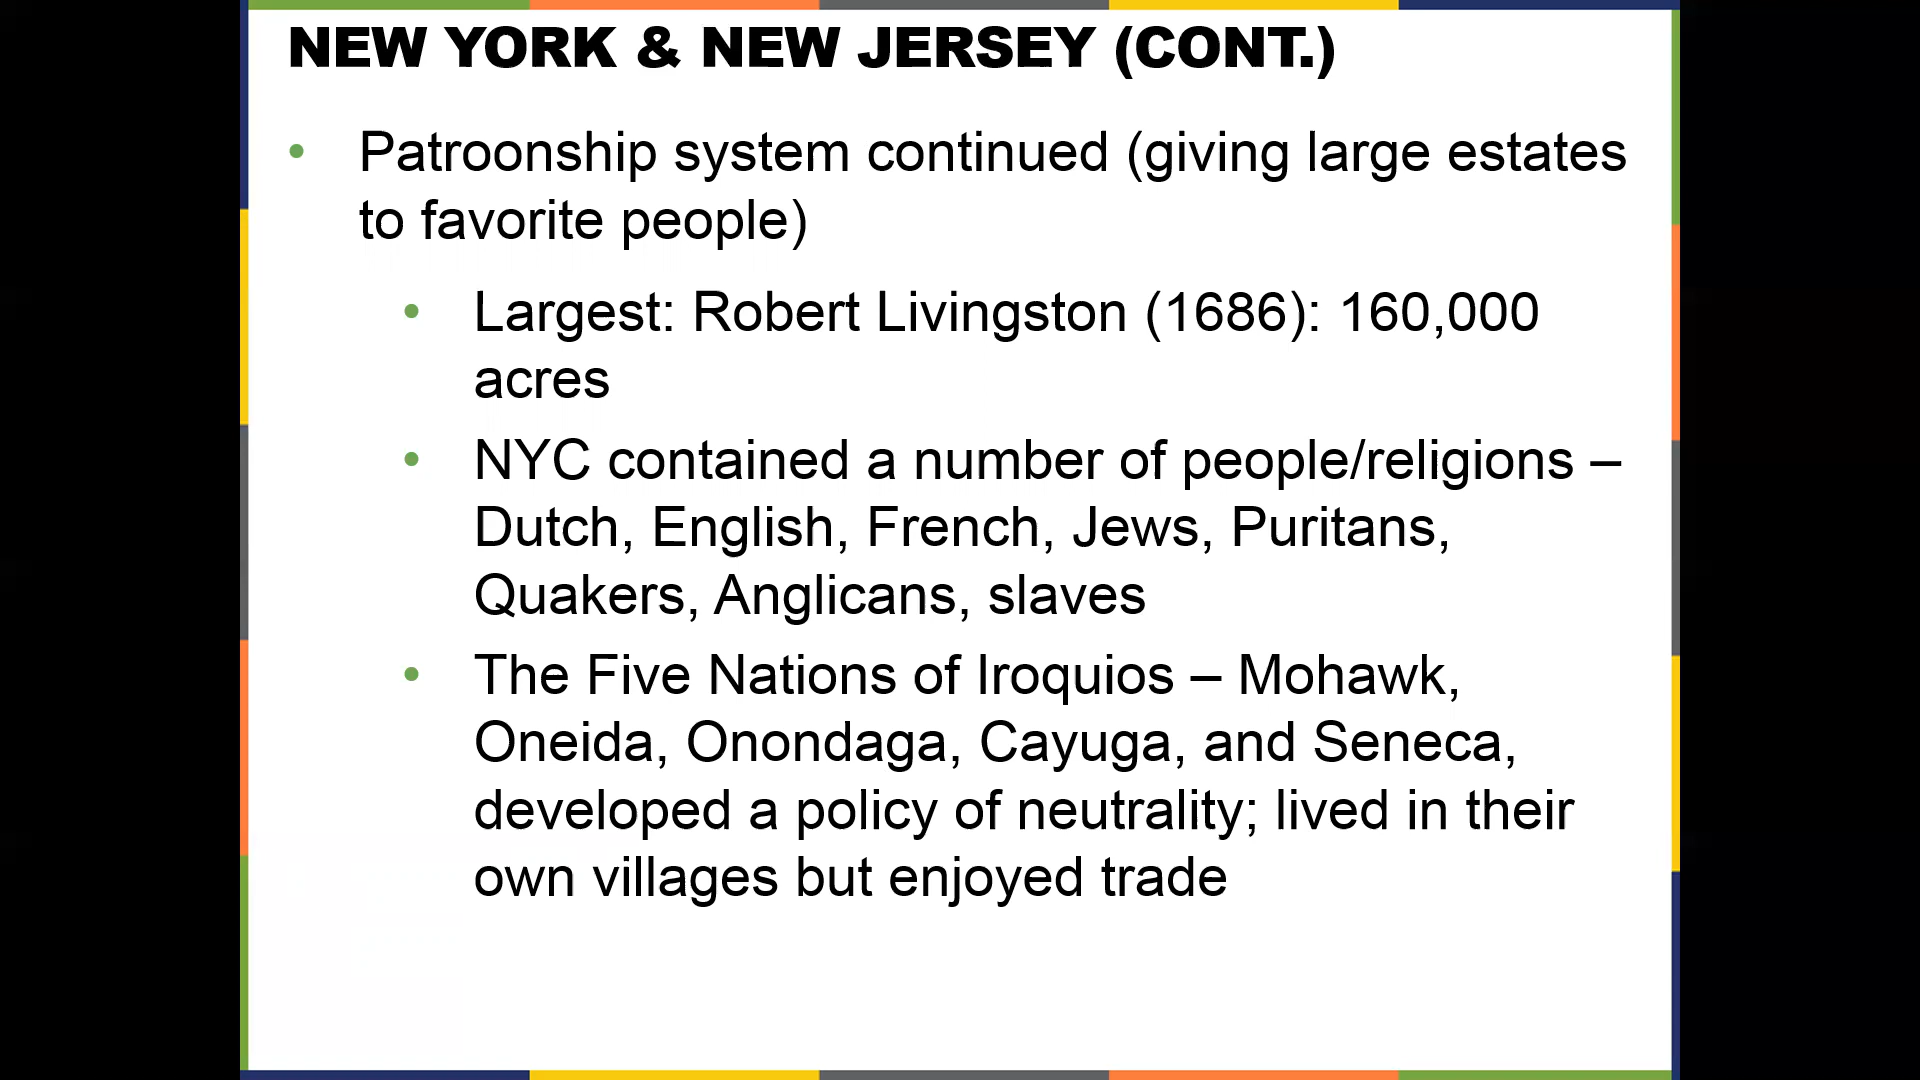 NEW YORK & NEW JERSEY (CONT.)
• Patroonship system continued (giving large estates
to favorite people)
• Largest: Robert Livingston (1686): 160,000
acres
• NYC contained a number of people/religions –
Dutch, English, French, Jews, Puritans,
Quakers, Anglicans, slaves
• The Five Nations of Iroquios – Mohawk,
Oneida, Onondaga, Cayuga, and Seneca,
developed a policy of neutrality; lived in their
own villages but enjoyed trade